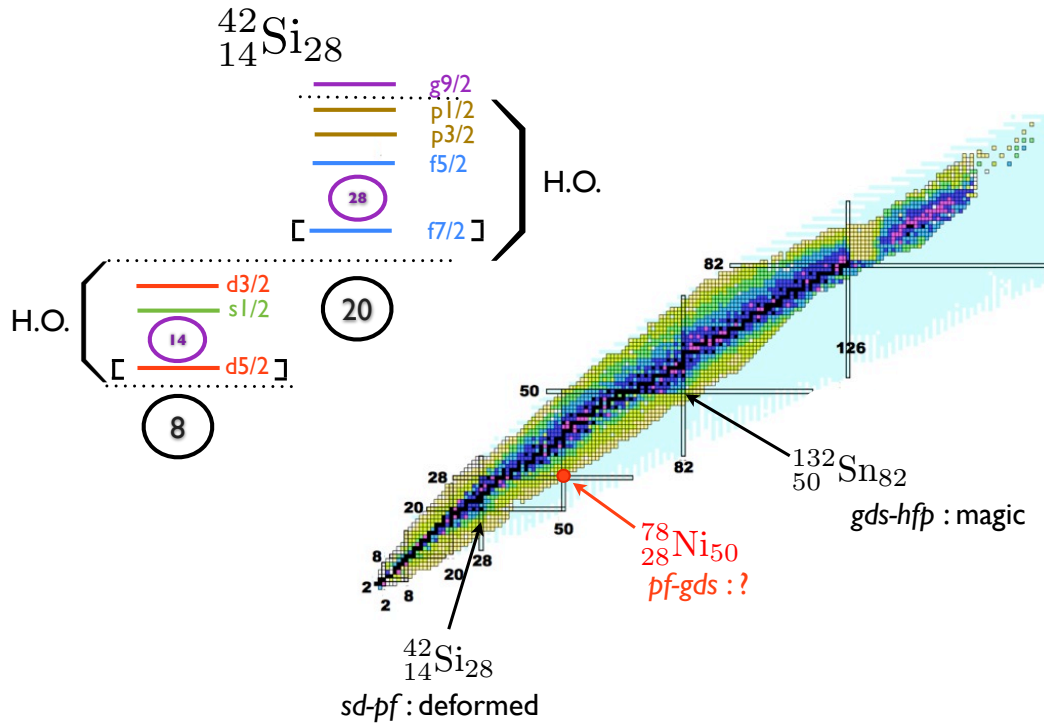 42
14Si28
g9/2
p1/2
p3/2
f5/2
28
f7/2
H.O.
20
H.O.
d3/2
s1/2
14
d5/2
8
82
126
50
82
28
20
50
28
20
8
8
2
2
132
50Sn82
gds-hfp : magic
78
28Ni50
pf-gds : ?
42
14Si28
sd-pf : deformed